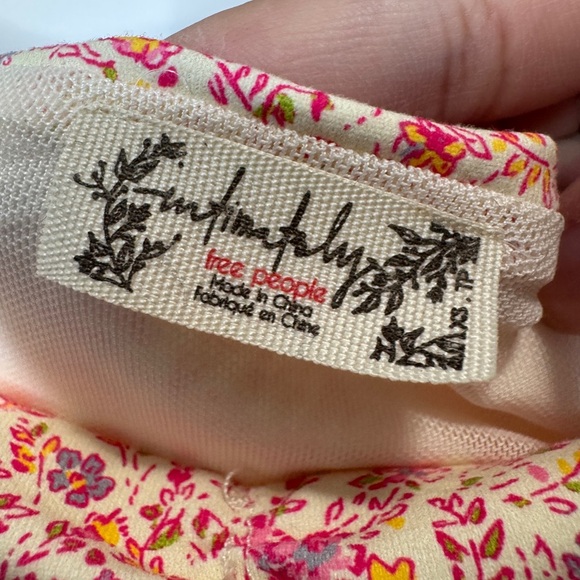 intimately
free people
Made in China
Fabriqué en Chine
XS . TP